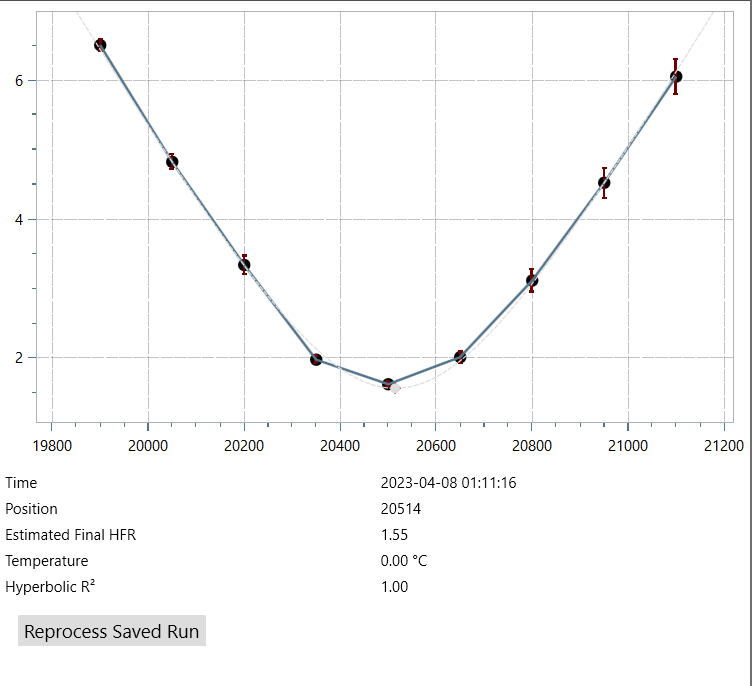 6
4
2
19800 20000 20200 20400 20600 20800 21000 21200
Time 2023-04-08 01:11:16
Position 20514
Estimated Final HFR 1.55
Temperature 0.00 °C
Hyperbolic R² 1.00
Reprocess Saved Run